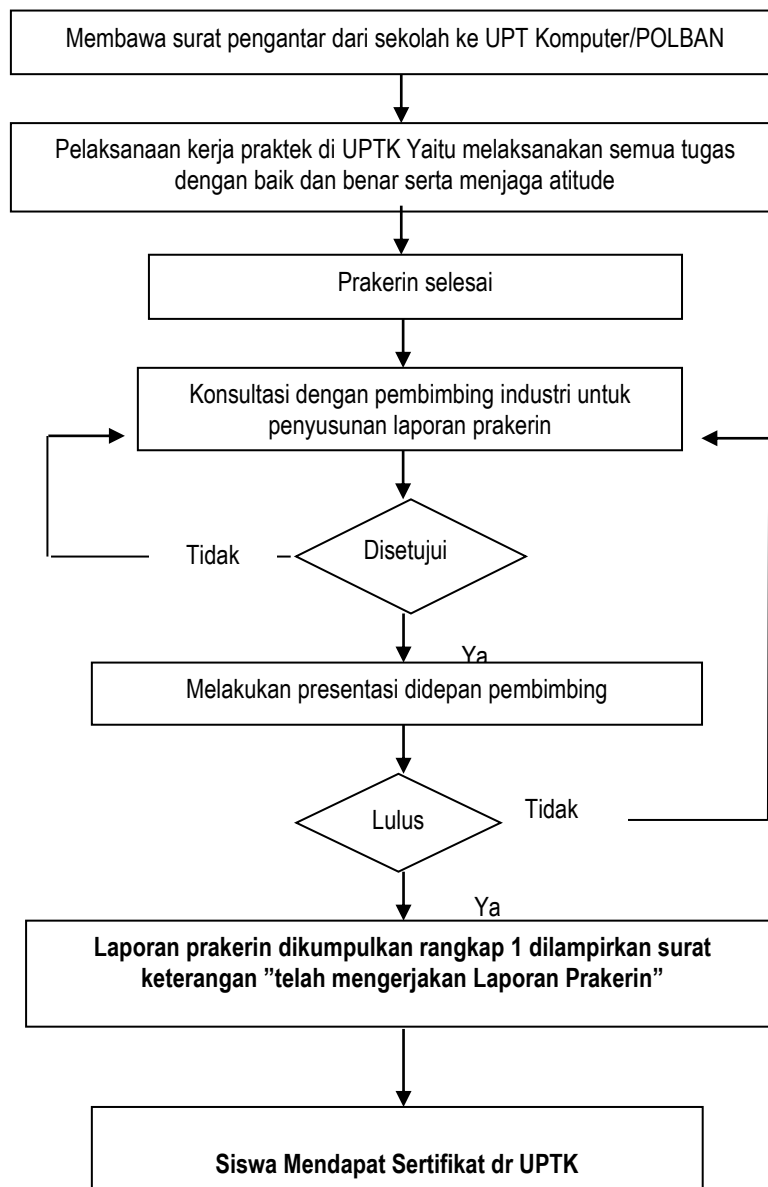 Membawa surat pengantar dari sekolah ke UPT Komputer/POLBAN
Pelaksanaan kerja praktek di UPTK Yaitu melaksanakan semua tugas
dengan baik dan benar serta menjaga atitude
Prakerin selesai
Konsultasi dengan pembimbing industri untuk
penyusunan laporan prakerin
Tidak
Disetujui
Ya
Melakukan presentasi didepan pembimbing
Lulus
Tidak
Ya
Laporan prakerin dikumpulkan rangkap 1 dilampirkan surat
keterangan ”telah mengerjakan Laporan Prakerin”
Siswa Mendapat Sertifikat dr UPTK